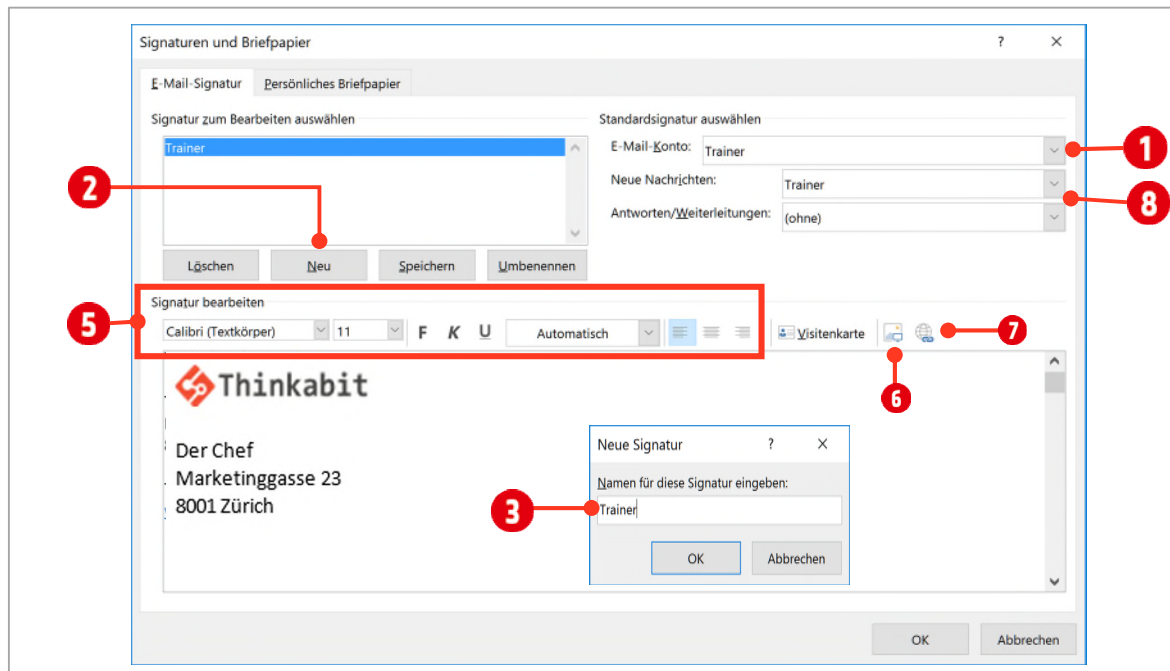 Signaturen und Briefpapier ? ×
E-Mail-Signatur Persönliches Briefpapier
Signatur zum Bearbeiten auswählen
Trainer
2
Löschen Neu Speichern Umbenennen
Standardsignatur auswählen
E-Mail-Konto: Trainer
1
Neue Nachrichten: Trainer
8
Antworten/Weiterleitungen: (ohne)
Signatur bearbeiten
5
Calibri (Textkörper) 11 F K U Automatisch Visitenkarte
7
6
Thinkabit
Der Chef
Marketinggasse 23
8001 Zürich
Neue Signatur ? ×
Namen für diese Signatur eingeben:
3
Trainer
OK Abbrechen
OK Abbrechen